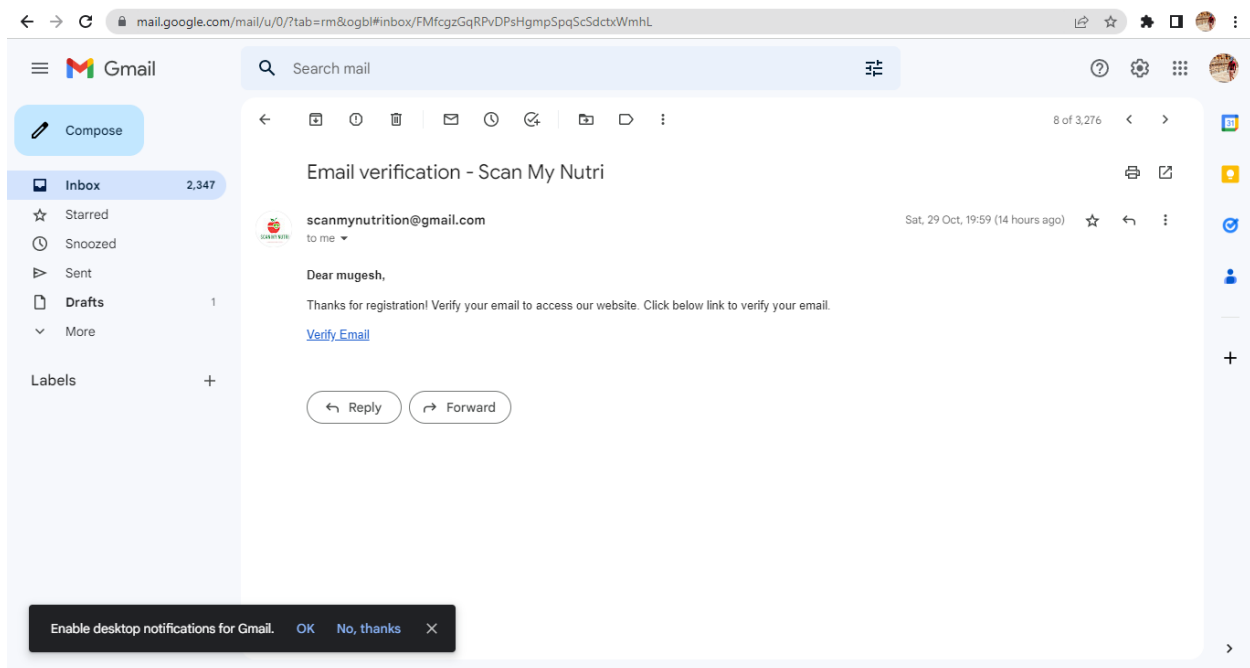 mail.google.com/mail/u/0/?tab=rm&ogbl#inbox/FMfcgzGqRPvDPsHgmpSpqScSdctxWmhL
Gmail
Search mail
Compose
8 of 3,276
31
Email verification - Scan My Nutri
Inbox 2,347
Starred
Snoozed
Sent
Drafts 1
More
Labels
scanmynutrition@gmail.com
Sat, 29 Oct, 19:59 (14 hours ago)
SCAN MY NUTRI
to me
Dear mugesh,
Thanks for registration! Verify your email to access our website. Click below link to verify your email.
Verify Email
Reply
Forward
Enable desktop notifications for Gmail. OK No, thanks